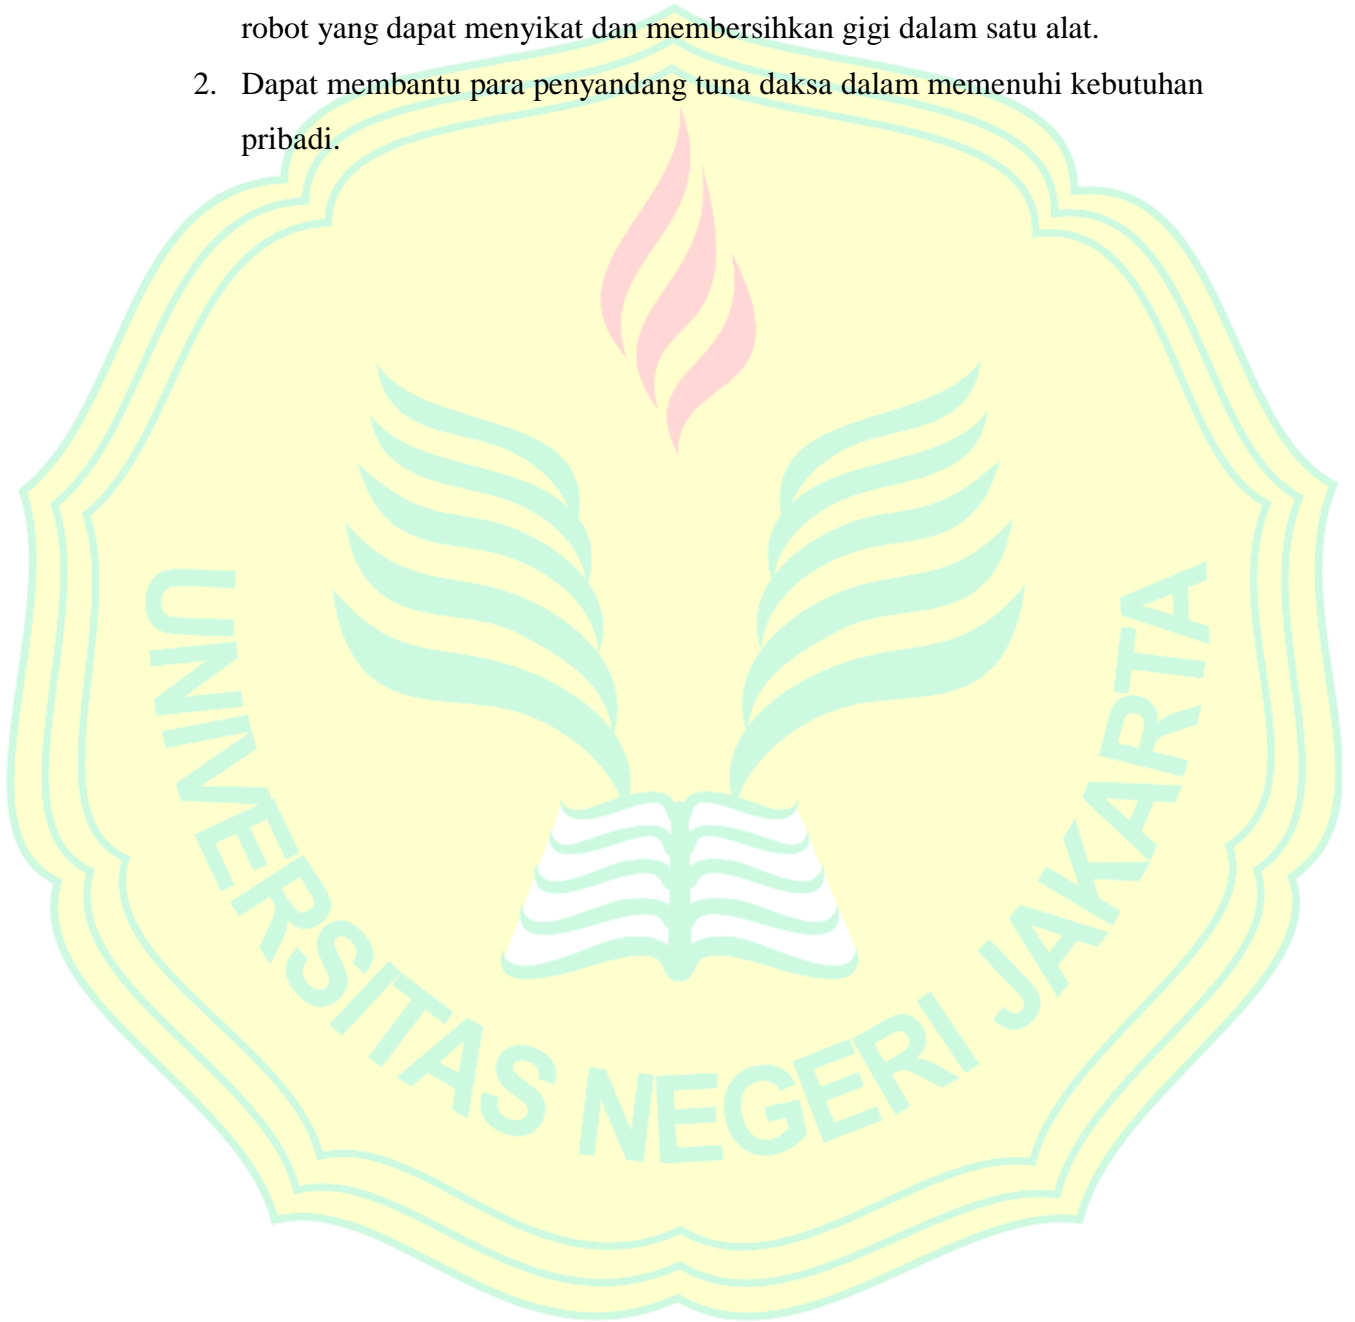 robot yang dapat menyikat dan membersihkan gigi dalam satu alat.
2. Dapat membantu para penyandang tuna daksa dalam memenuhi kebutuhan
pribadi.
UNIVERSITAS NEGERI JAKARTA